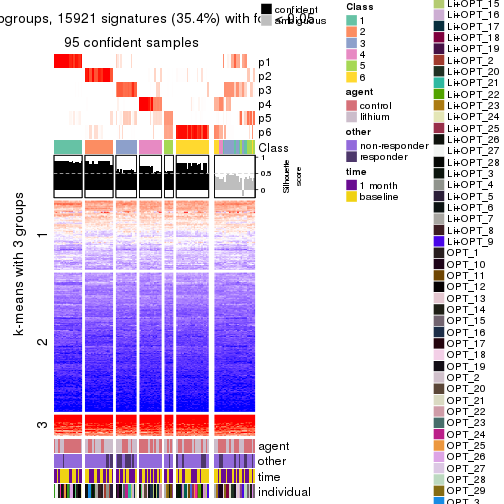 ogroups, 15921 signatures (35.4%) with fdr < 0.05
confident
ambiguous
95 confident samples
p1
p2
p3
p4
p5
p6
Class
1
0.5
0
Silhouette
score
k-means with 3 groups
1
2
3
agent
other
time
individual
Class
1
2
3
4
5
6
agent
control
lithium
other
non-responder
responder
time
1 month
baseline
Li+OPT_15
Li+OPT_16
Li+OPT_17
Li+OPT_18
Li+OPT_19
Li+OPT_2
Li+OPT_20
Li+OPT_21
Li+OPT_22
Li+OPT_23
Li+OPT_24
Li+OPT_25
Li+OPT_26
Li+OPT_27
Li+OPT_28
Li+OPT_3
Li+OPT_4
Li+OPT_5
Li+OPT_6
Li+OPT_7
Li+OPT_8
Li+OPT_9
OPT_1
OPT_10
OPT_11
OPT_12
OPT_13
OPT_14
OPT_15
OPT_16
OPT_17
OPT_18
OPT_19
OPT_2
OPT_20
OPT_21
OPT_22
OPT_23
OPT_24
OPT_25
OPT_26
OPT_27
OPT_28
OPT_29